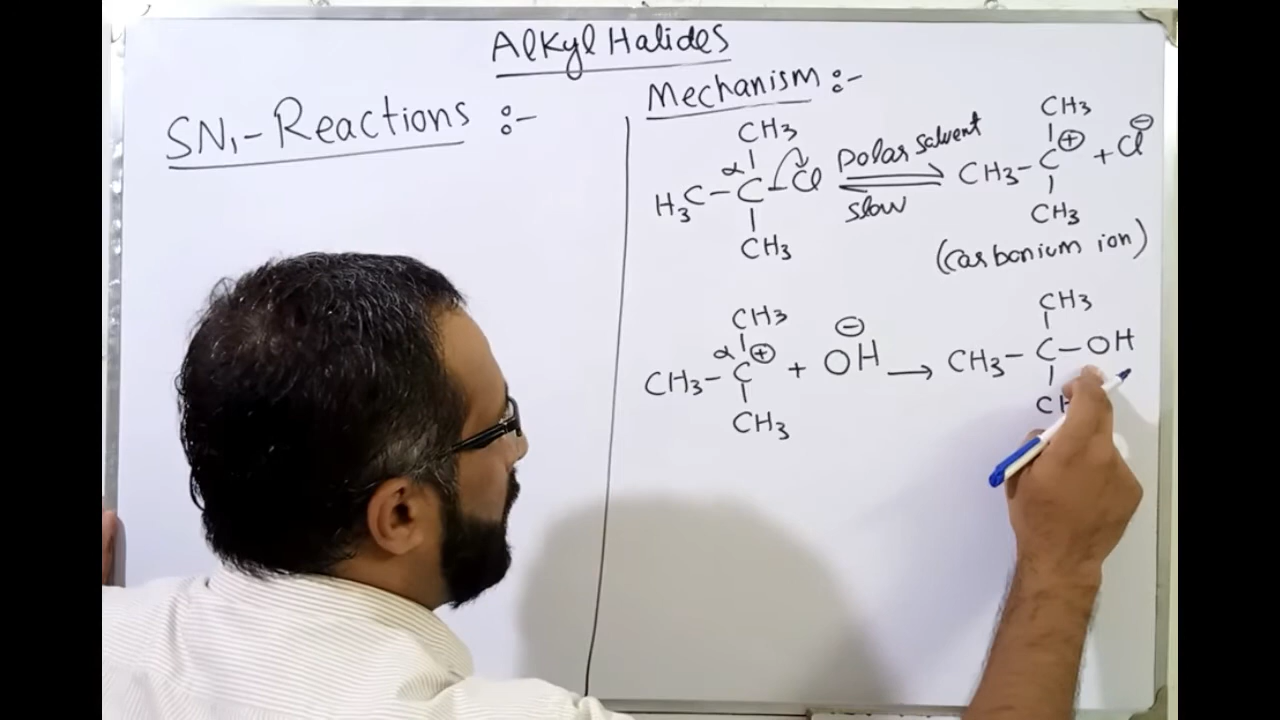 Alkyl Halides
SN1-Reactions :-
Mechanism :-
CH3
α
H3C - C - Cl
CH3
polar solvent
slow
CH3
CH3 - C ⊕ + Cl ⊖
CH3
(carbonium ion)
CH3
α
CH3 - C ⊕ + OH ⊖ →
CH3
CH3
CH3 - C - OH
CH